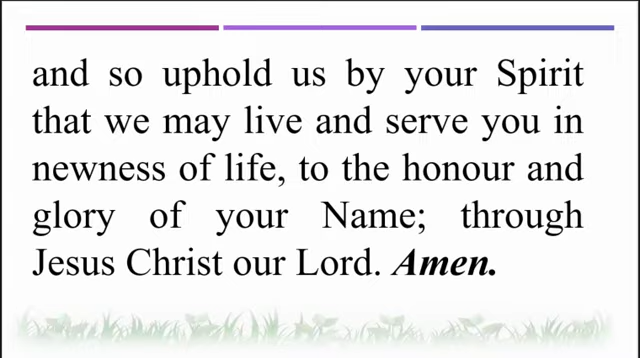 and so uphold us by your Spirit
that we may live and serve you in
newness of life, to the honour and
glory of your Name; through
Jesus Christ our Lord. Amen.